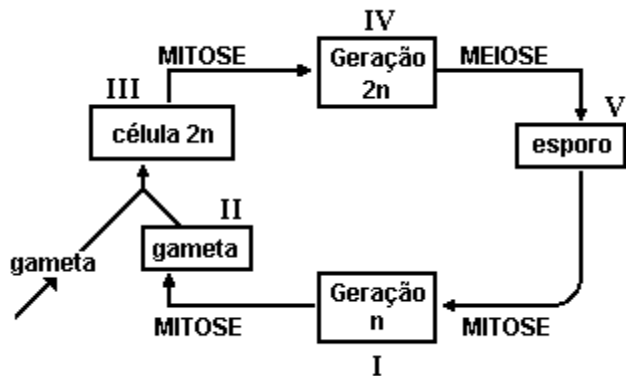 IV
MITOSE
Geração
2n
MEIOSE
III
V
célula 2n
esporo
II
gameta
gameta
Geração
n
MITOSE
MITOSE
I